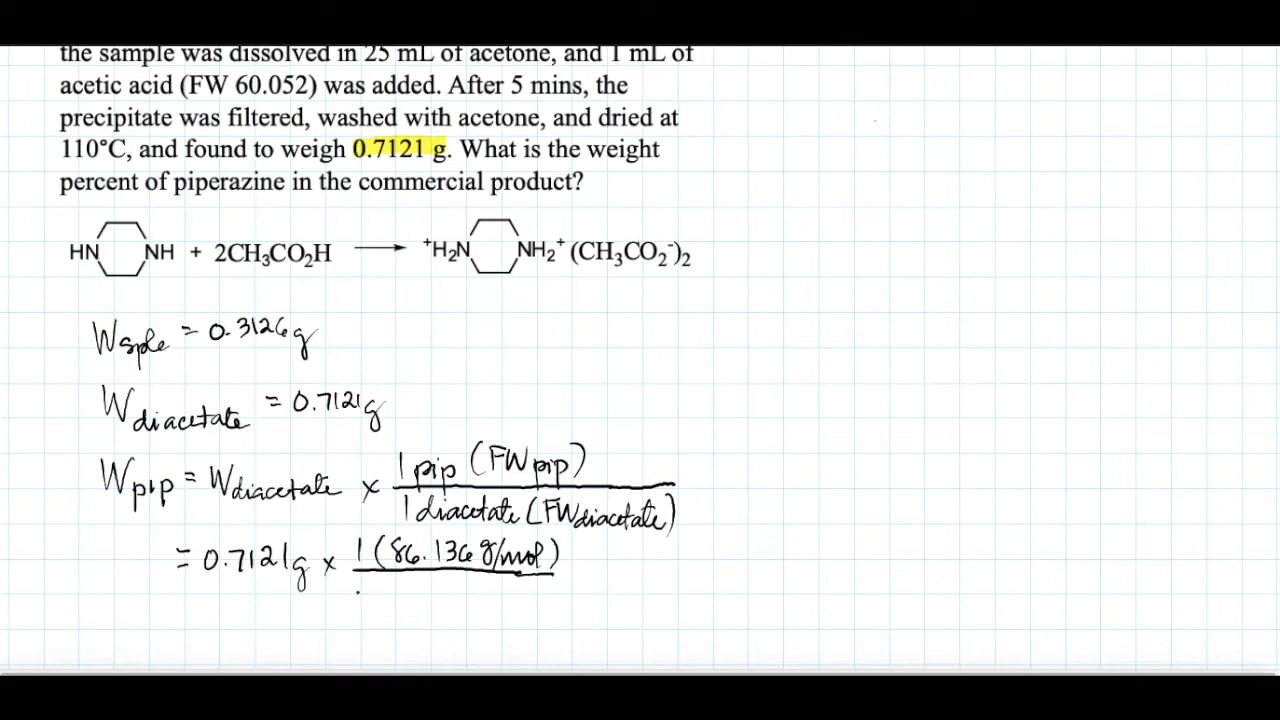 the sample was dissolved in 25 mL of acetone, and 1 mL of
acetic acid (FW 60.052) was added. After 5 mins, the
precipitate was filtered, washed with acetone, and dried at
110°C, and found to weigh 0.7121 g. What is the weight
percent of piperazine in the commercial product?
HN NH + 2CH₃CO₂H ⟶ ⁺H₂N NH₂⁺ (CH₃CO₂⁻)₂
Wsple = 0.3126g
Wdiacetate = 0.7121g
Wpip = Wdiacetate x 1 pip (FWpip)
1 diacetate (FWdiacetate)
= 0.7121g x 1 (86.136 g/mol)